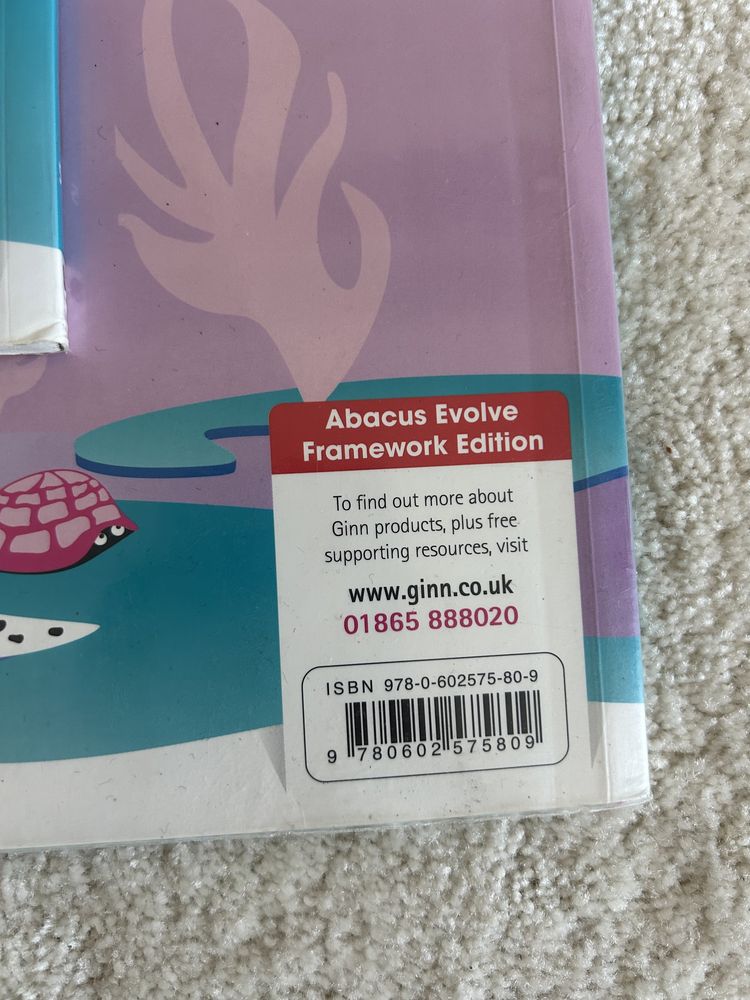 Abacus Evolve
Framework Edition
To find out more about
Ginn products, plus free
supporting resources, visit
www.ginn.co.uk
01865 888020
ISBN 978-0-602575-80-9
9 780602 575809